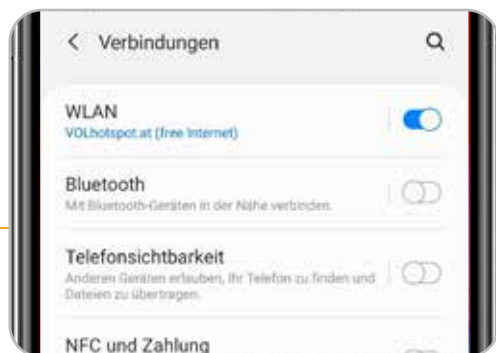 Verbindungen
WLAN
VOLhotspot.at (free Internet)
Bluetooth
Mit Bluetooth-Geräten in der Nähe verbinden.
Telefonsichtbarkeit
Anderen Geräten erlauben, Ihr Telefon zu finden und
Dateien zu übertragen.
NFC und Zahlung